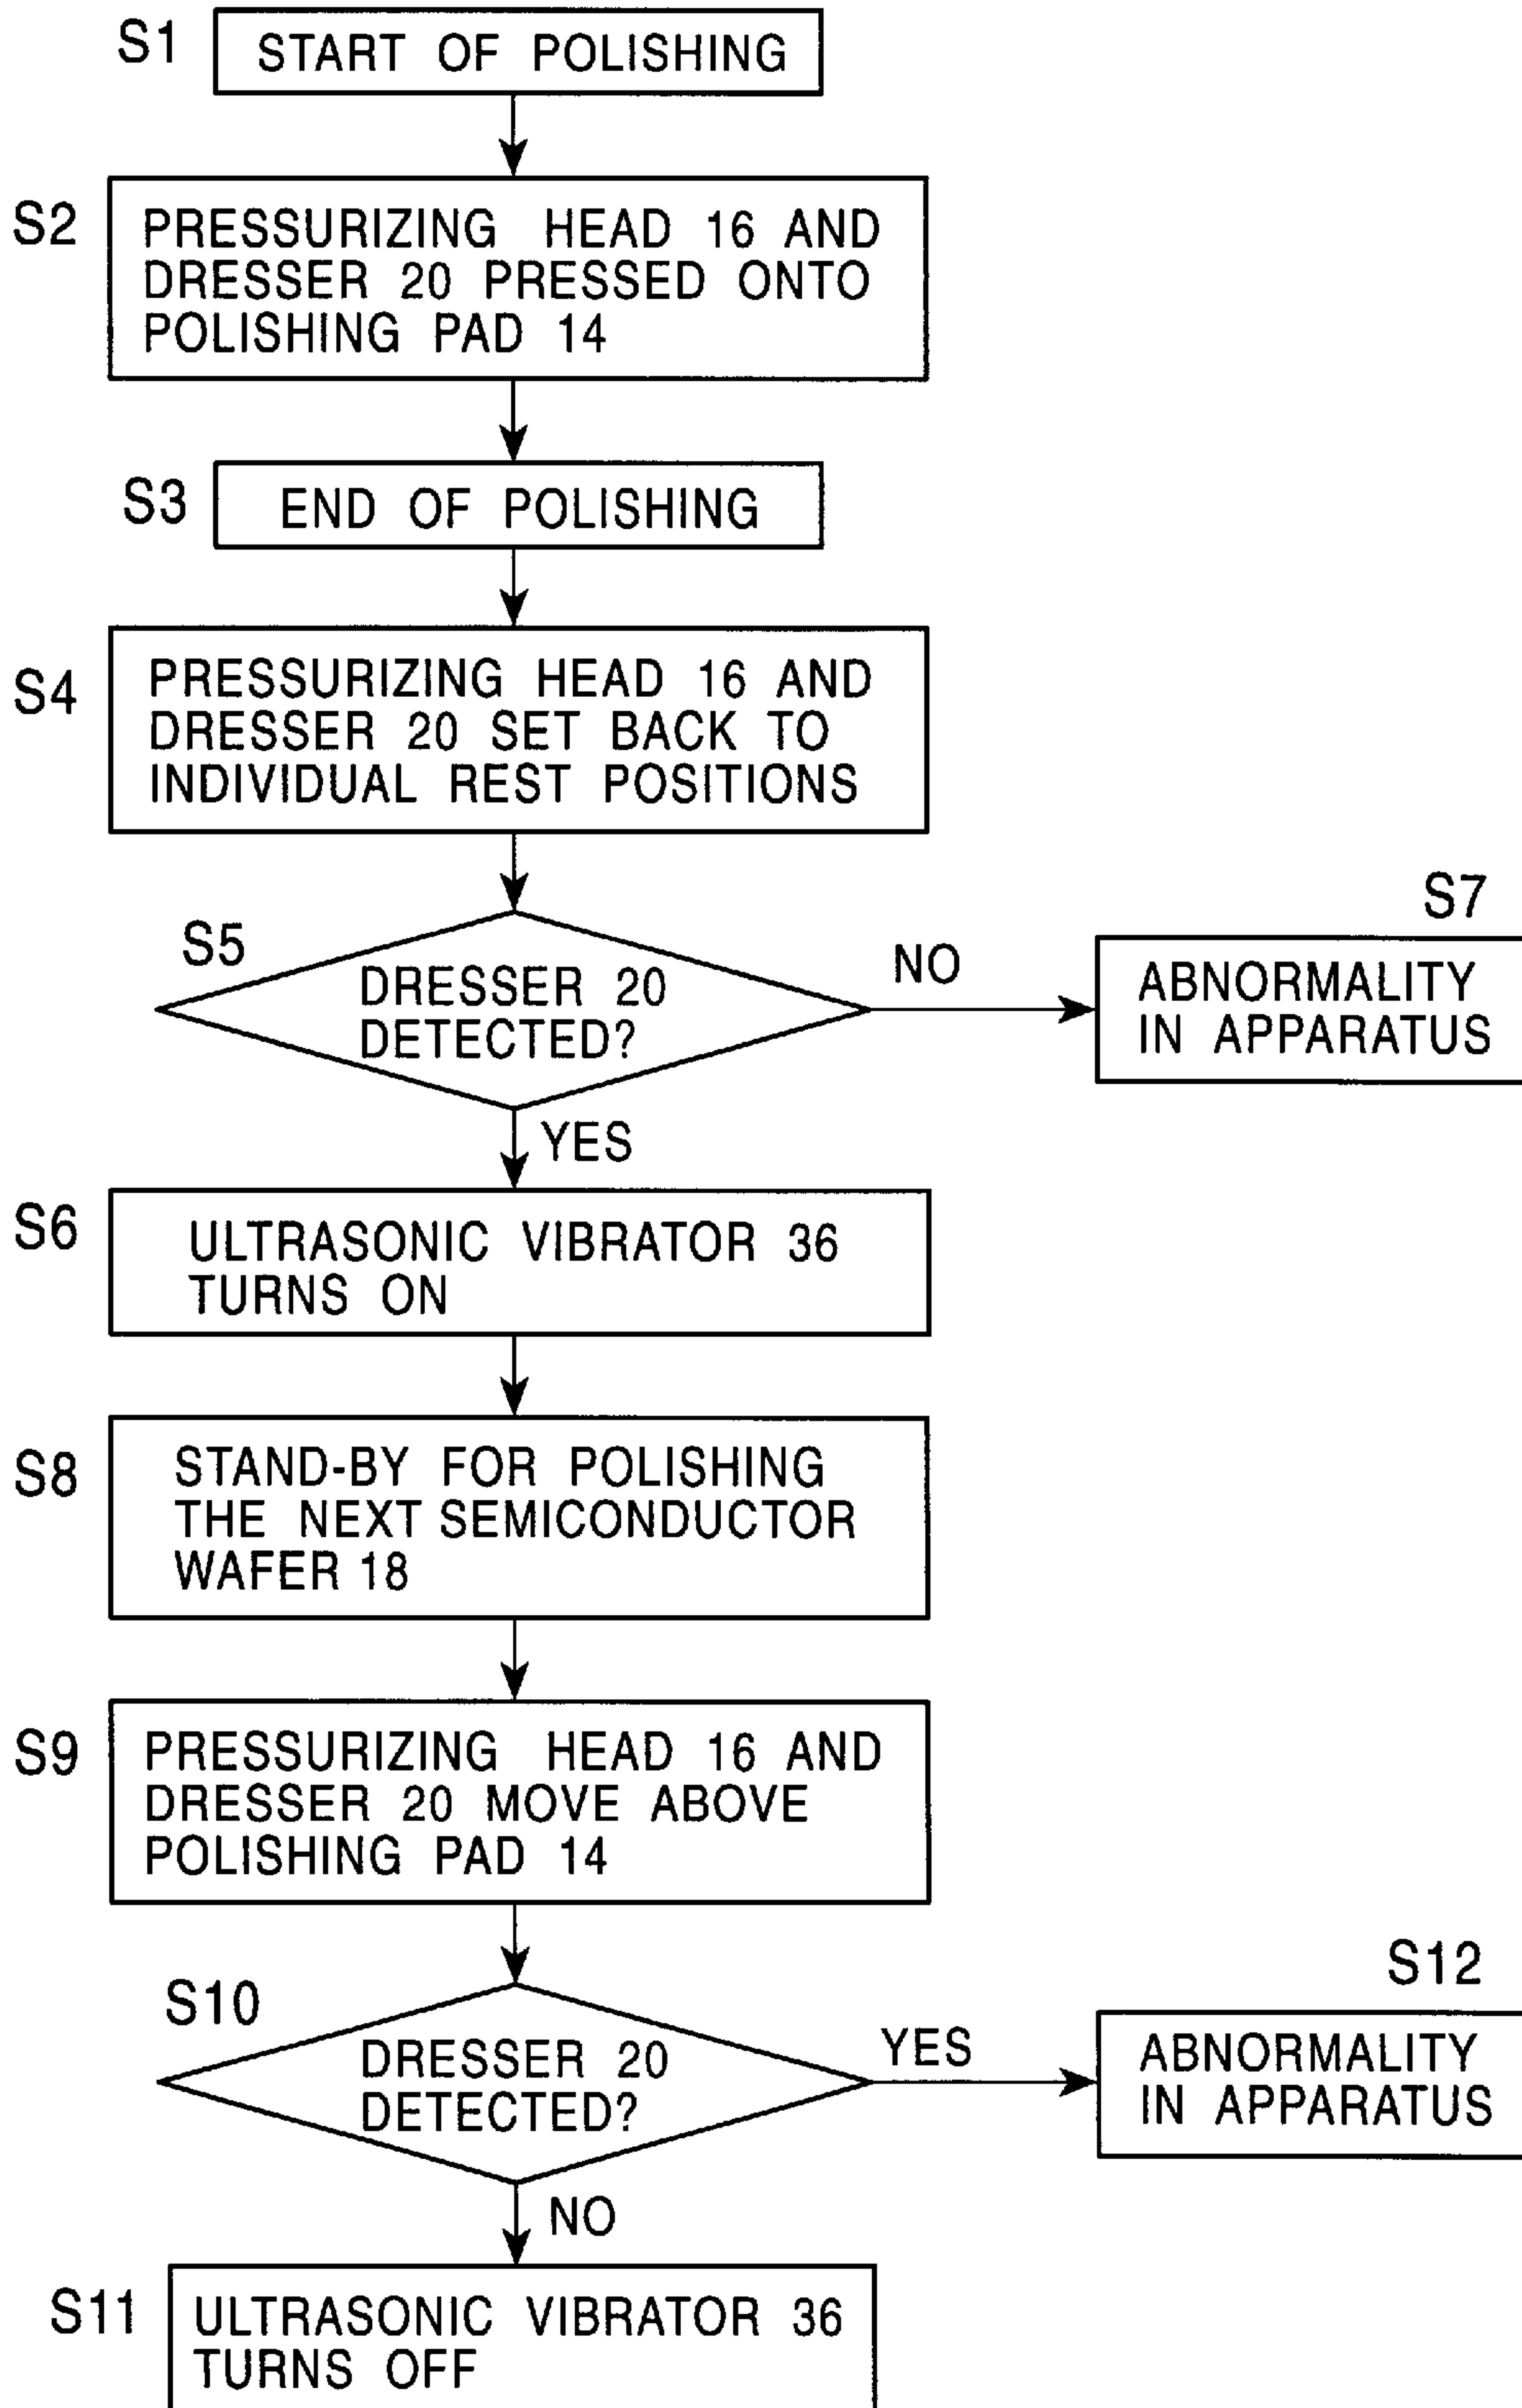 S1
START OF POLISHING
S2
PRESSURIZING HEAD 16 AND
DRESSER 20 PRESSED ONTO
POLISHING PAD 14
S3
END OF POLISHING
S4
PRESSURIZING HEAD 16 AND
DRESSER 20 SET BACK TO
INDIVIDUAL REST POSITIONS
S5
DRESSER 20
DETECTED?
NO
S7
ABNORMALITY
IN APPARATUS
YES
S6
ULTRASONIC VIBRATOR 36
TURNS ON
S8
STAND-BY FOR POLISHING
THE NEXT SEMICONDUCTOR
WAFER 18
S9
PRESSURIZING HEAD 16 AND
DRESSER 20 MOVE ABOVE
POLISHING PAD 14
S10
DRESSER 20
DETECTED?
YES
S12
ABNORMALITY
IN APPARATUS
NO
S11
ULTRASONIC VIBRATOR 36
TURNS OFF